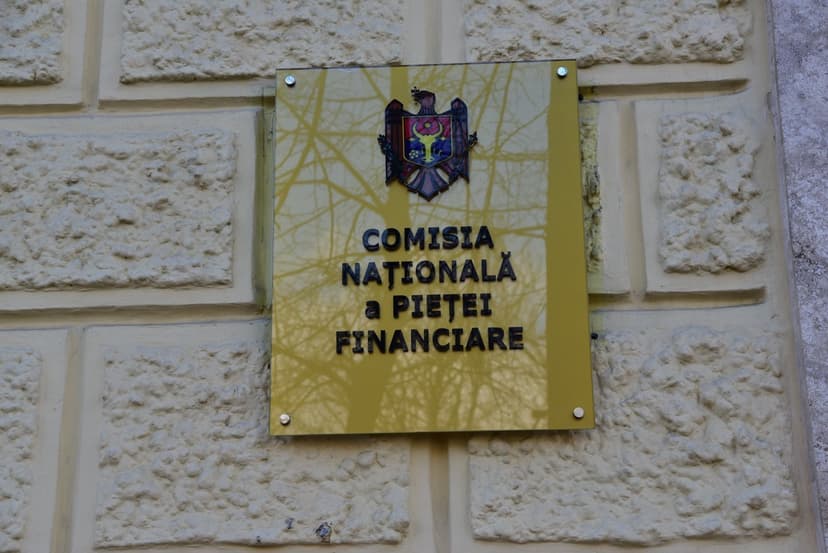 COMISIA
NAȚIONALĂ
a PIEȚEI
FINANCIARE